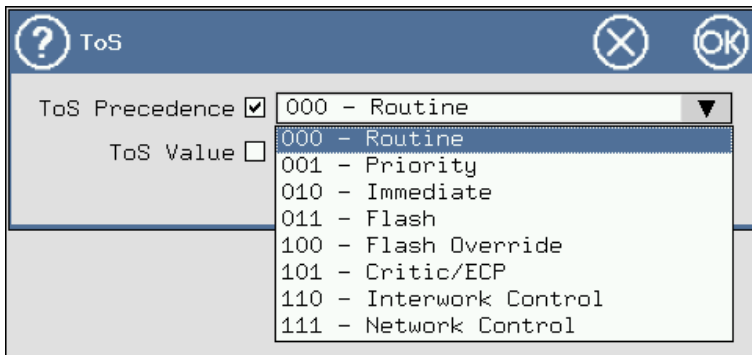 ? ToS OK
ToS Precedence 000 - Routine
ToS Value
000 - Routine
001 - Priority
010 - Immediate
011 - Flash
100 - Flash Override
101 - Critic/ECP
110 - Interwork Control
111 - Network Control